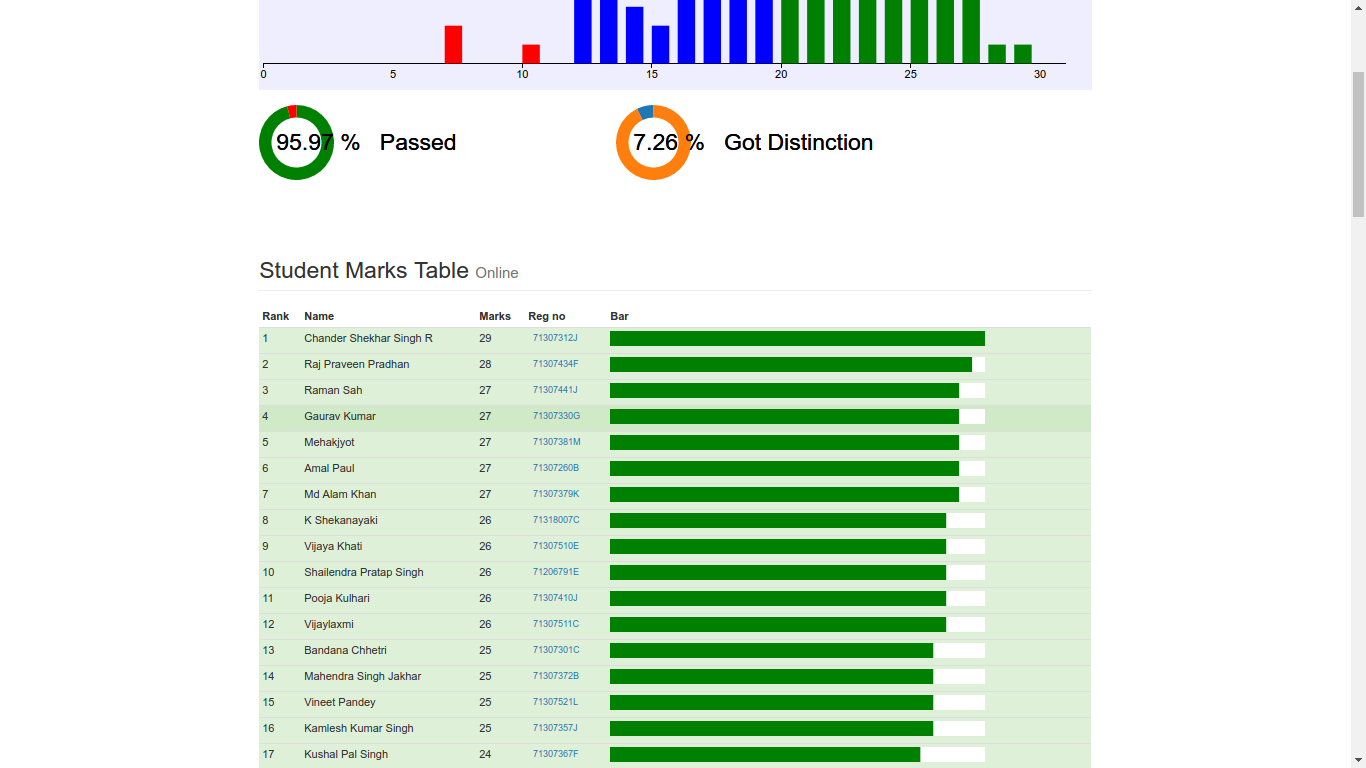 0 5 10 15 20 25 30
95.97 % Passed 7.26 % Got Distinction
Student Marks Table Online
Rank Name Marks Reg no Bar
1 Chander Shekhar Singh R 29 71307312J
2 Raj Praveen Pradhan 28 71307434F
3 Raman Sah 27 71307441J
4 Gaurav Kumar 27 71307330G
5 Mehakjyot 27 71307381M
6 Amal Paul 27 71307260B
7 Md Alam Khan 27 71307379K
8 K Shekanayaki 26 71318007C
9 Vijaya Khati 26 71307510E
10 Shailendra Pratap Singh 26 71206791E
11 Pooja Kulhari 26 71307410J
12 Vijaylaxmi 26 71307511C
13 Bandana Chhetri 25 71307301C
14 Mahendra Singh Jakhar 25 71307372B
15 Vineet Pandey 25 71307521L
16 Kamlesh Kumar Singh 25 71307357J
17 Kushal Pal Singh 24 71307367F